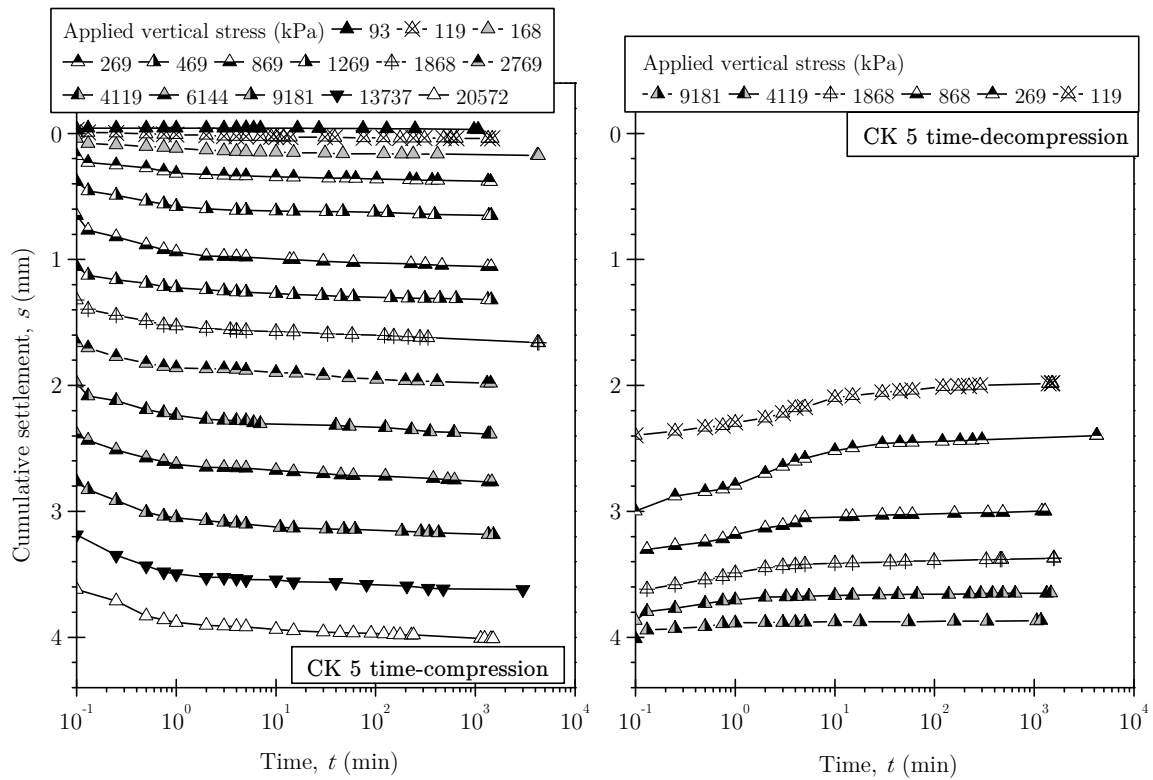 Applied vertical stress (kPa) 93 119 168
269 469 869 1269 1868 2769
4119 6144 9181 13737 20572
0
1
2
3
4
Cumulative settlement, s (mm)
CK 5 time-compression
10⁻¹ 10⁰ 10¹ 10² 10³ 10⁴
Time, t (min)
Applied vertical stress (kPa)
9181 4119 1868 868 269 119
CK 5 time-decompression
0
1
2
3
4
10⁻¹ 10⁰ 10¹ 10² 10³ 10⁴
Time, t (min)